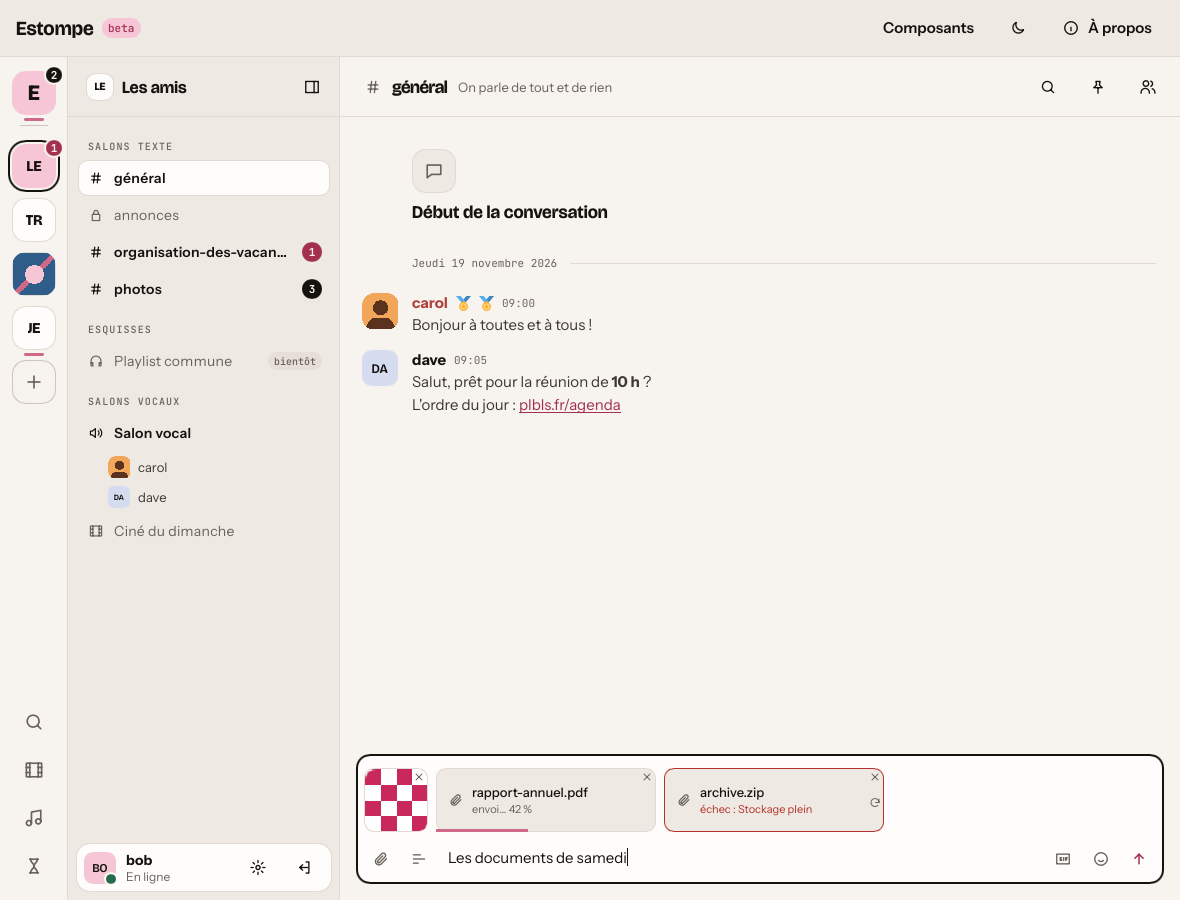 Estompe beta
Composants
À propos
E
2
LE
1
TR
JE
LE Les amis
SALONS TEXTE
# général
annonces
# organisation-des-vacan… 1
# photos 3
ESQUISSES
Playlist commune bientôt
SALONS VOCAUX
Salon vocal
carol
DA dave
Ciné du dimanche
BO bob
En ligne
# général On parle de tout et de rien
Début de la conversation
Jeudi 19 novembre 2026
carol 🏅 🏅 09:00
Bonjour à toutes et à tous !
DA dave 09:05
Salut, prêt pour la réunion de 10 h ?
L'ordre du jour : plbls.fr/agenda
rapport-annuel.pdf
envoi… 42 %
archive.zip
échec : Stockage plein
Les documents de samedi
GIF